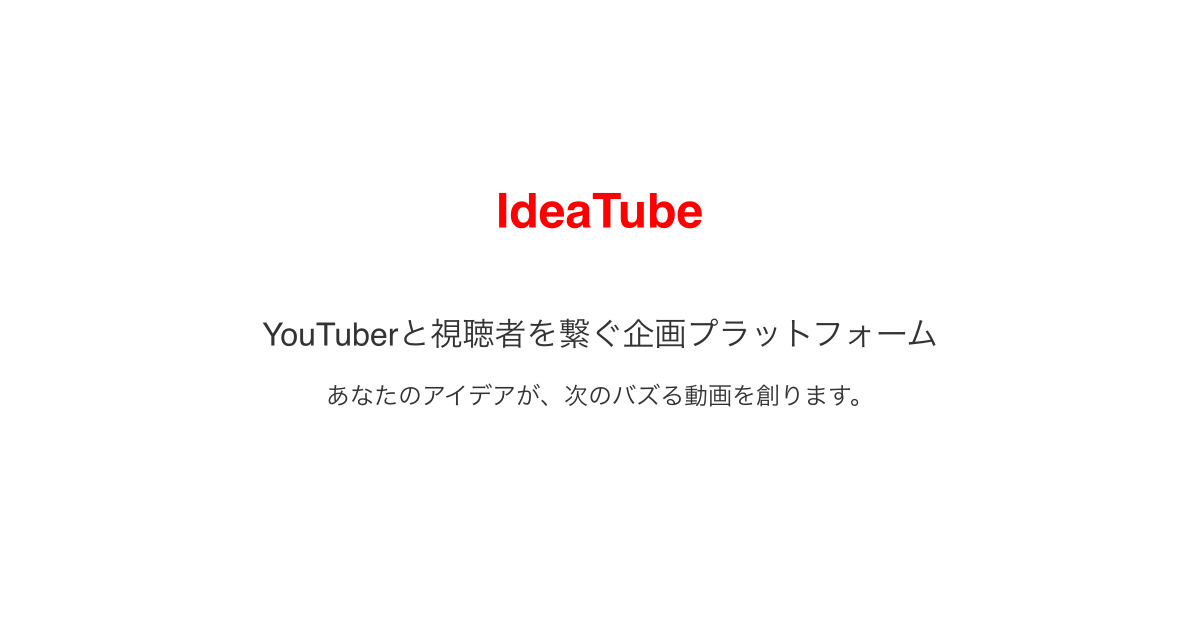 IdeaTube
YouTuberと視聴者を繋ぐ企画プラットフォーム
あなたのアイデアが、次のバズる動画を創ります。